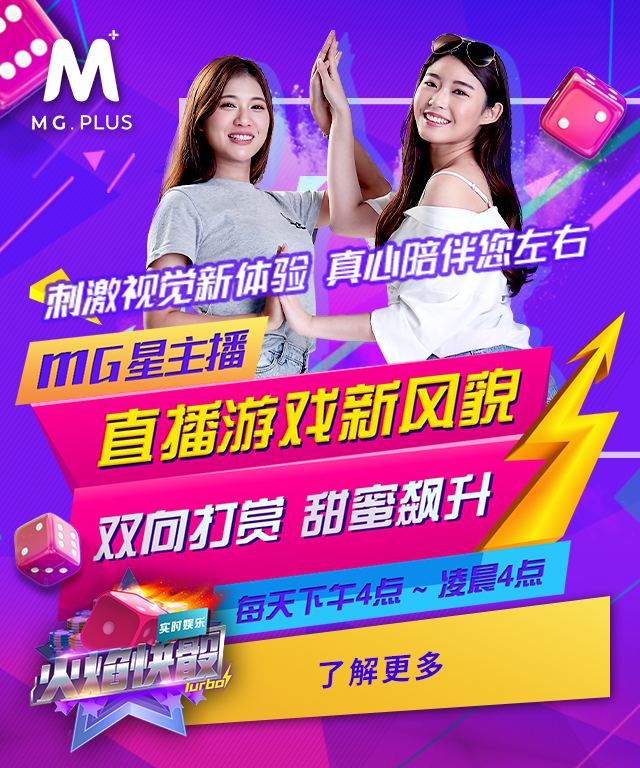 M+
MG.PLUS
刺激视觉新体验 真心陪伴您左右
MG星主播
直播游戏新风貌
双向打赏 甜蜜飙升
每天下午4点 ~ 凌晨4点
实时娱乐
火焰快骰
Turbo
了解更多